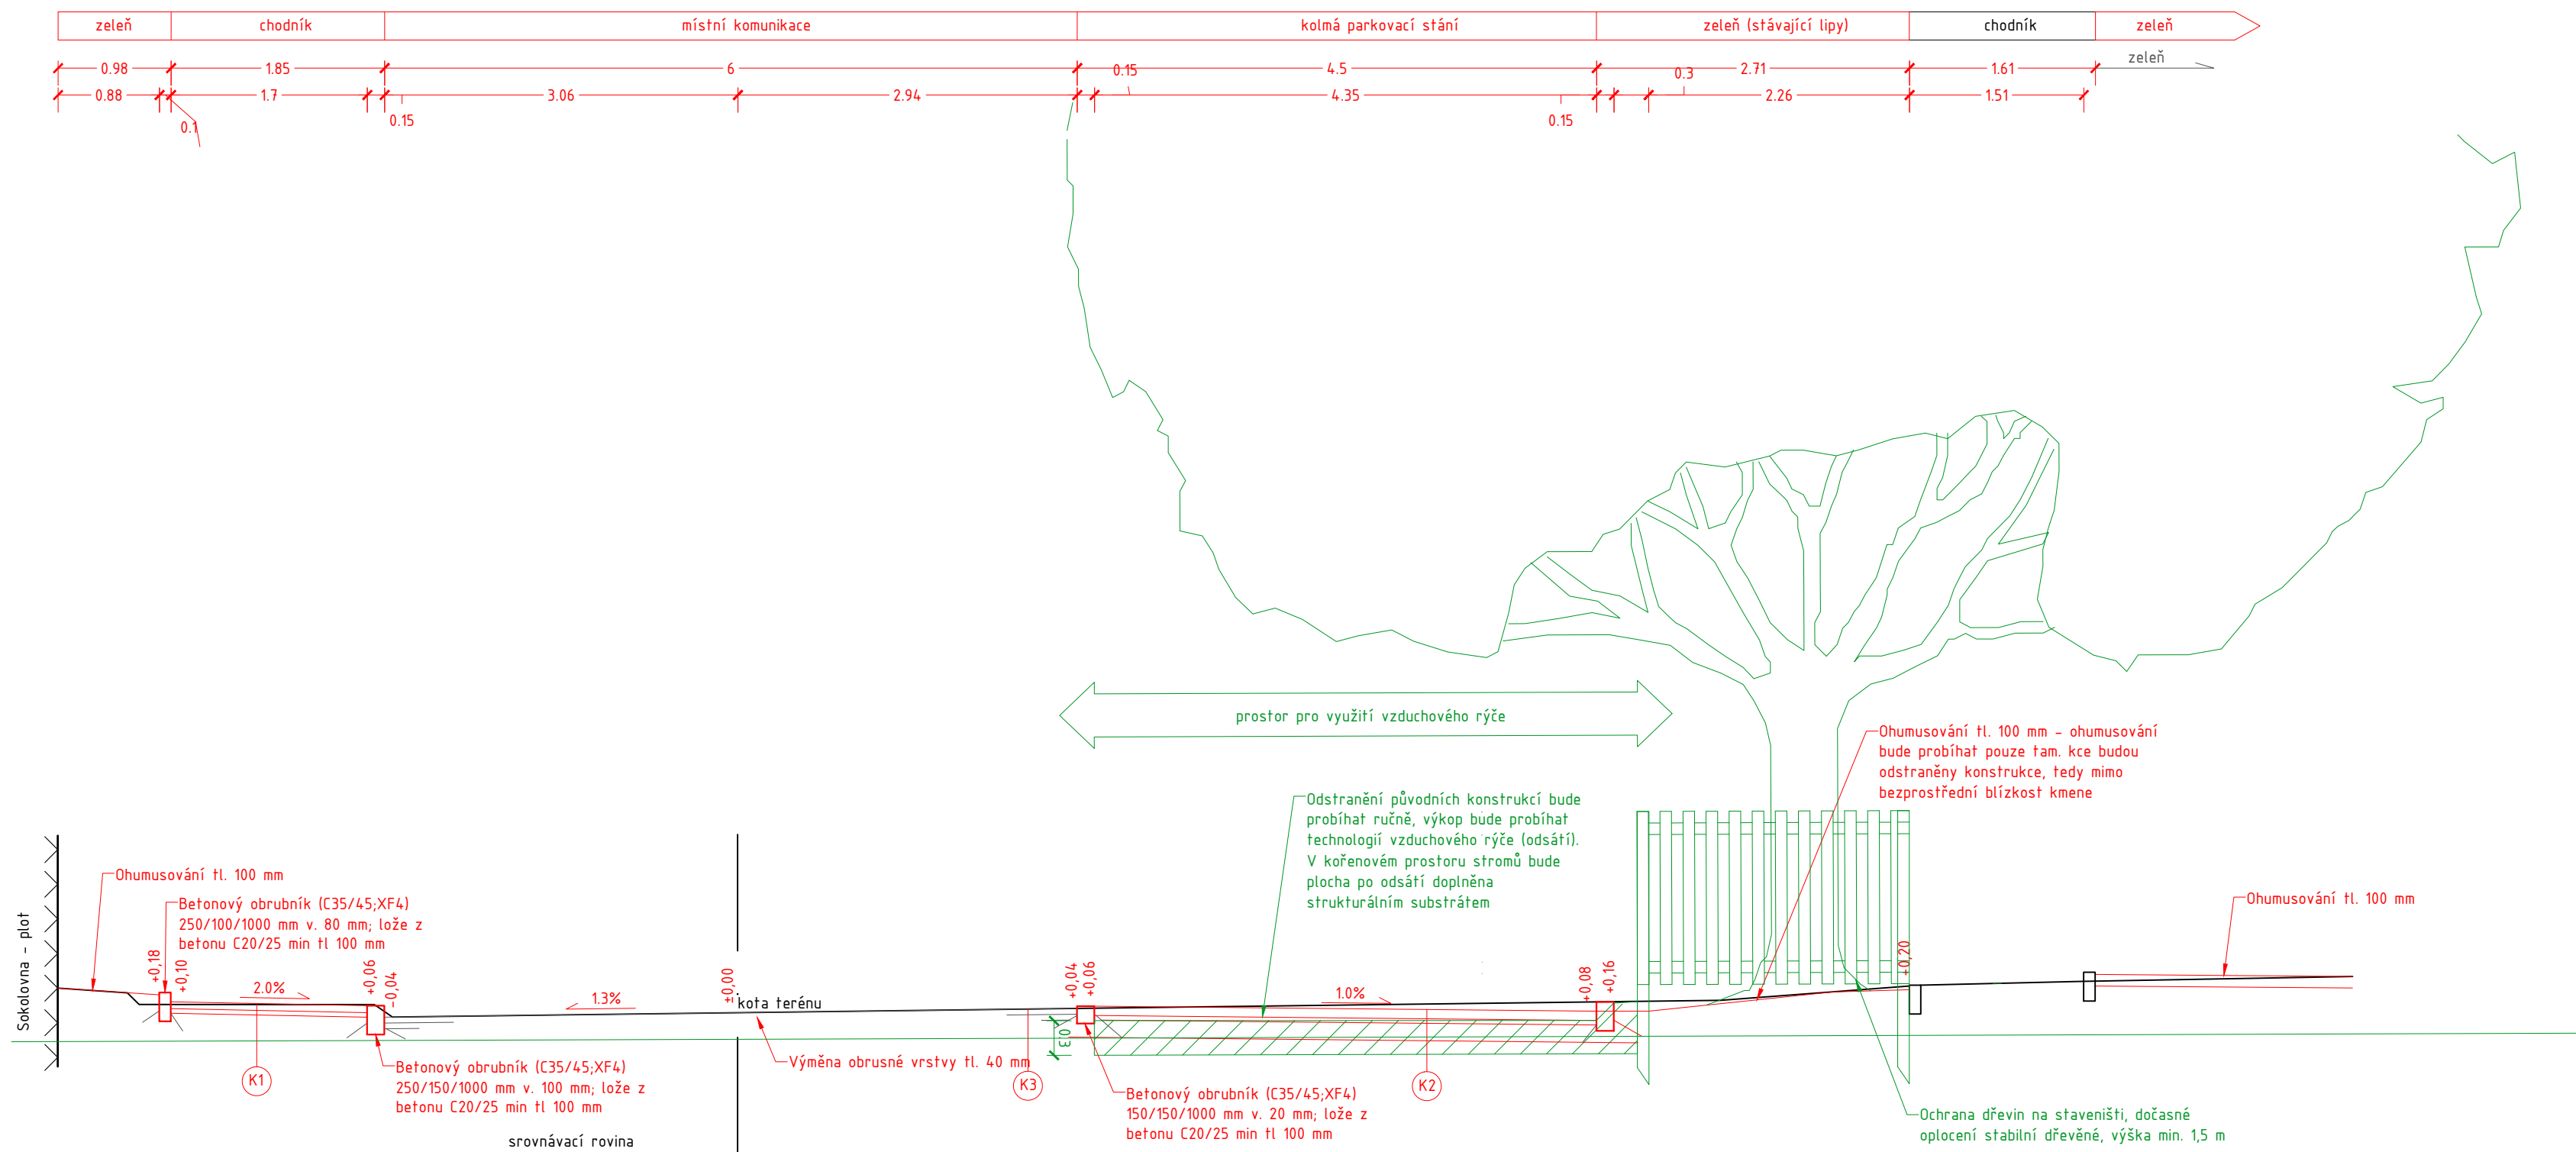 zeleň
chodník
místní komunikace
kolmá parkovací stání
zeleň (stávající lipy)
chodník
zeleň
zeleň
0.98
1.85
6
0.15
4.5
0.3
2.71
1.61
0.88
0.1
1.7
0.15
3.06
2.94
4.35
0.15
2.26
1.51
prostor pro využití vzduchového rýče
Ohumusování tl. 100 mm – ohumusování
bude probíhat pouze tam. kce budou
odstraněny konstrukce, tedy mimo
bezprostřední blízkost kmene
Odstranění původních konstrukcí bude
probíhat ručně, výkop bude probíhat
technologií vzduchového rýče (odsátí).
V kořenovém prostoru stromů bude
plocha po odsátí doplněna
strukturálním substrátem
Ohumusování tl. 100 mm
Betonový obrubník (C35/45;XF4)
250/100/1000 mm v. 80 mm; lože z
betonu C20/25 min tl 100 mm
Ohumusování tl. 100 mm
Sokolovna - plot
+0,18
+0,10
2.0%
+0,06
-0,04
1.3%
±0,00
kota terénu
+0,04
+0,06
1.0%
+0,08
+0,16
+0,20
0,3
Výměna obrusné vrstvy tl. 40 mm
K1
K3
K2
Betonový obrubník (C35/45;XF4)
250/150/1000 mm v. 100 mm; lože z
betonu C20/25 min tl 100 mm
Betonový obrubník (C35/45;XF4)
150/150/1000 mm v. 20 mm; lože z
betonu C20/25 min tl 100 mm
Ochrana dřevin na staveništi, dočasné
oplocení stabilní dřevěné, výška min. 1,5 m
srovnávací rovina